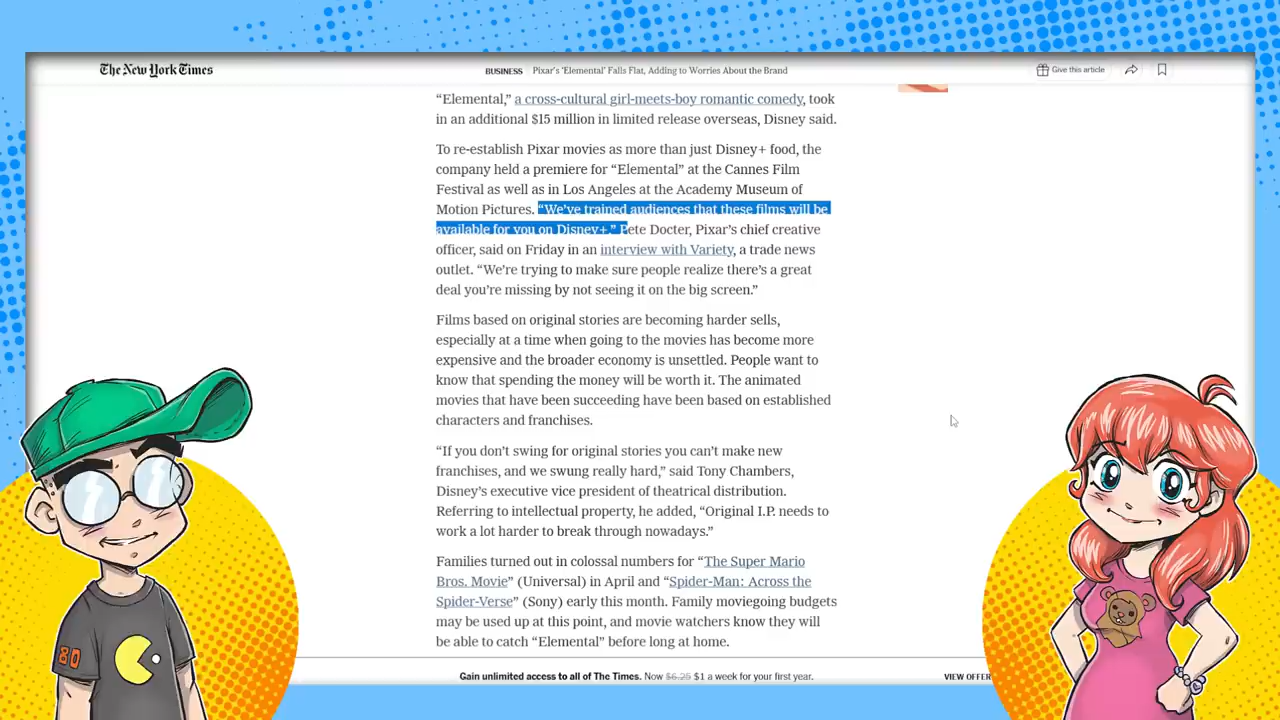 The New York Times
BUSINESS
Pixar's 'Elemental' Falls Flat, Adding to Worries About the Brand
Give this article
“Elemental,” a cross-cultural girl-meets-boy romantic comedy, took
in an additional $15 million in limited release overseas, Disney said.
To re-establish Pixar movies as more than just Disney+ food, the
company held a premiere for “Elemental” at the Cannes Film
Festival as well as in Los Angeles at the Academy Museum of
Motion Pictures. “We’ve trained audiences that these films will be
available for you on Disney+,” Pete Docter, Pixar’s chief creative
officer, said on Friday in an interview with Variety, a trade news
outlet. “We’re trying to make sure people realize there’s a great
deal you’re missing by not seeing it on the big screen.”
Films based on original stories are becoming harder sells,
especially at a time when going to the movies has become more
expensive and the broader economy is unsettled. People want to
know that spending the money will be worth it. The animated
movies that have been succeeding have been based on established
characters and franchises.
“If you don’t swing for original stories you can’t make new
franchises, and we swung really hard,” said Tony Chambers,
Disney’s executive vice president of theatrical distribution.
Referring to intellectual property, he added, “Original I.P. needs to
work a lot harder to break through nowadays.”
Families turned out in colossal numbers for “The Super Mario
Bros. Movie” (Universal) in April and “Spider-Man: Across the
Spider-Verse” (Sony) early this month. Family moviegoing budgets
may be used up at this point, and movie watchers know they will
be able to catch “Elemental” before long at home.
80
Gain unlimited access to all of The Times. Now $6.25 $1 a week for your first year.
VIEW OFFER